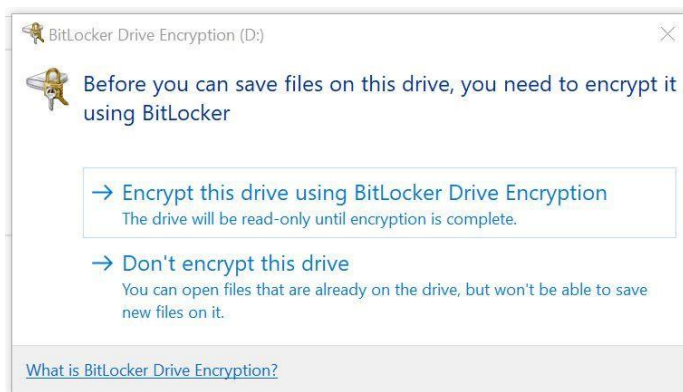 BitLocker Drive Encryption (D:)
Before you can save files on this drive, you need to encrypt it
using BitLocker
Encrypt this drive using BitLocker Drive Encryption
The drive will be read-only until encryption is complete.
Don't encrypt this drive
You can open files that are already on the drive, but won't be able to save
new files on it.
What is BitLocker Drive Encryption?